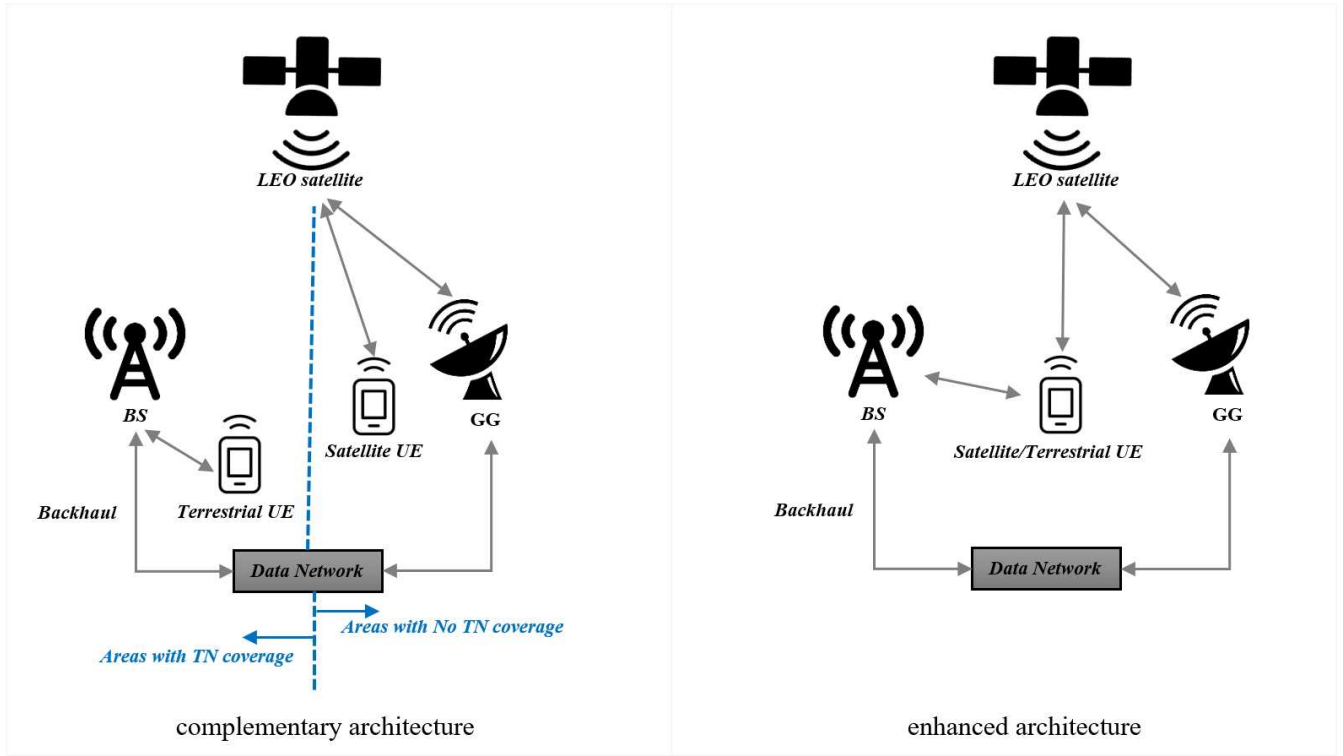 LEO satellite
BS
GG
Satellite UE
Backhaul
Terrestrial UE
Data Network
Areas with No TN coverage
Areas with TN coverage
complementary architecture
LEO satellite
BS
GG
Satellite/Terrestrial UE
Backhaul
Data Network
enhanced architecture